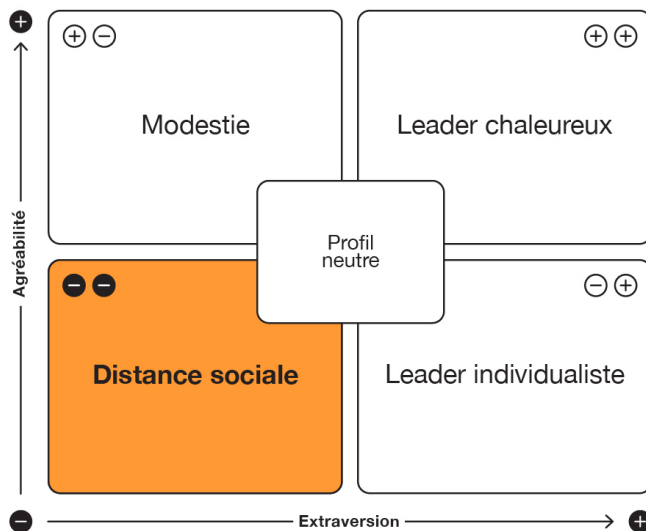 Modestie
Leader chaleureux
Profil
neutre
Agréabilité
Distance sociale
Leader individualiste
Extraversion